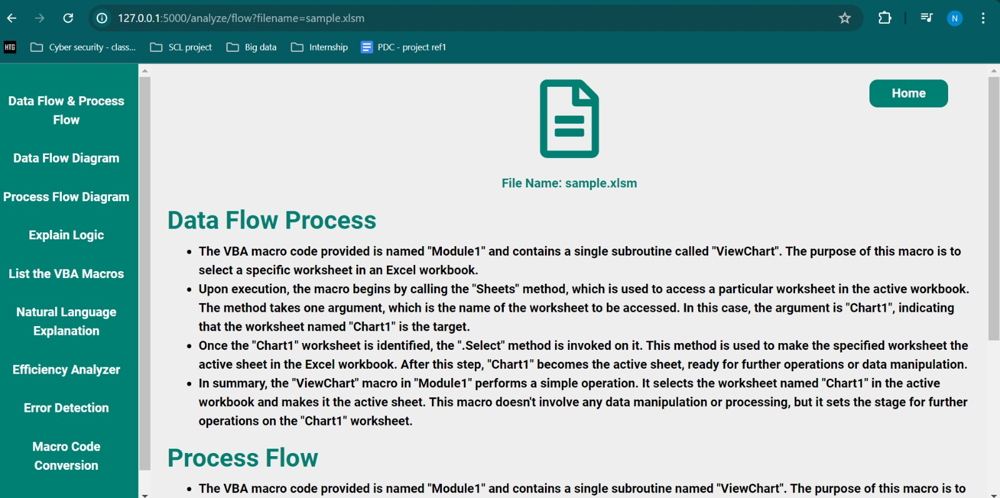 127.0.0.1:5000/analyze/flow?filename=sample.xlsm
N
HTG
Cyber security - class...
SCL project
Big data
Internship
PDC - project ref1
Data Flow & Process
Flow
Data Flow Diagram
Process Flow Diagram
Explain Logic
List the VBA Macros
Natural Language
Explanation
Efficiency Analyzer
Error Detection
Macro Code
Conversion
Home
File Name: sample.xlsm
Data Flow Process
• The VBA macro code provided is named "Module1" and contains a single subroutine called "ViewChart". The purpose of this macro is to
select a specific worksheet in an Excel workbook.
• Upon execution, the macro begins by calling the "Sheets" method, which is used to access a particular worksheet in the active workbook.
The method takes one argument, which is the name of the worksheet to be accessed. In this case, the argument is "Chart1", indicating
that the worksheet named "Chart1" is the target.
• Once the "Chart1" worksheet is identified, the ".Select" method is invoked on it. This method is used to make the specified worksheet the
active sheet in the Excel workbook. After this step, "Chart1" becomes the active sheet, ready for further operations or data manipulation.
• In summary, the "ViewChart" macro in "Module1" performs a simple operation. It selects the worksheet named "Chart1" in the active
workbook and makes it the active sheet. This macro doesn't involve any data manipulation or processing, but it sets the stage for further
operations on the "Chart1" worksheet.
Process Flow
• The VBA macro code provided is named "Module1" and contains a single subroutine named "ViewChart". The purpose of this macro is to